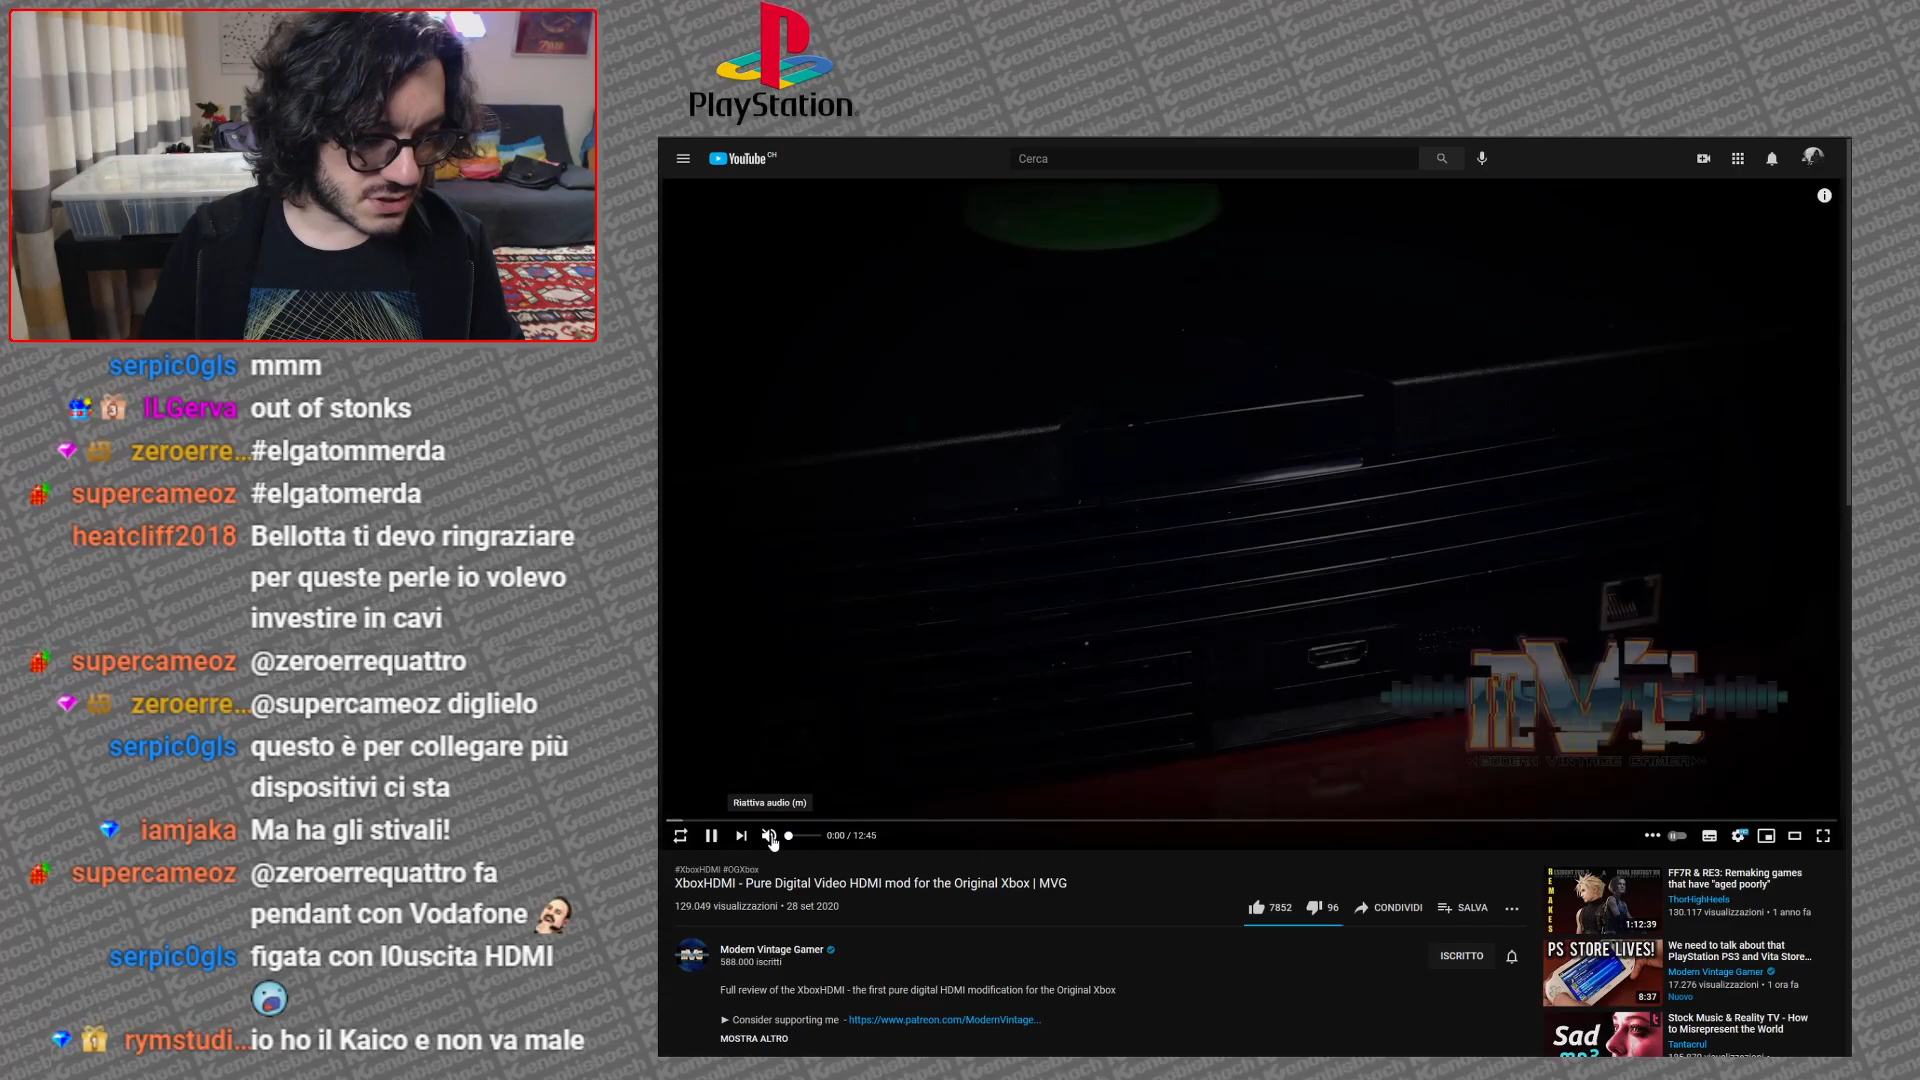 PlayStation
serpic0gls mmm
ILGerva out of stonks
zeroerre... #elgatommerda
supercameoz #elgatomerda
heatcliff2018 Bellotta ti devo ringraziare
per queste perle io volevo
investire in cavi
supercameoz @zeroerrequattro
zeroerre... @supercameoz diglielo
serpic0gls questo è per collegare più
dispositivi ci sta
iamjaka Ma ha gli stivali!
supercameoz @zeroerrequattro fa
pendant con Vodafone
serpic0gls figata con l0uscita HDMI
rymstudi... io ho il Kaico e non va male
YouTube CH
Cerca
MVG
MODERN VINTAGE GAMER
Riattiva audio (m)
0:00 / 12:45
#XboxHDMI #OGXbox
XboxHDMI - Pure Digital Video HDMI mod for the Original Xbox | MVG
129.049 visualizzazioni • 28 set 2020
7852
96
CONDIVIDI
SALVA
Modern Vintage Gamer
588.000 iscritti
ISCRITTO
Full review of the XboxHDMI - the first pure digital HDMI modification for the Original Xbox
► Consider supporting me - https://www.patreon.com/ModernVintage...
MOSTRA ALTRO
REMAKES
1:12:39
FF7R & RE3: Remaking games
that have "aged poorly"
ThorHighHeels
130.117 visualizzazioni • 1 anno fa
PS STORE LIVES!
8:37
We need to talk about that
PlayStation PS3 and Vita Store...
Modern Vintage Gamer
17.276 visualizzazioni • 1 ora fa
Nuovo
Sad
mp3
Stock Music & Reality TV - How
to Misrepresent the World
Tantacrul
Kenobisboch